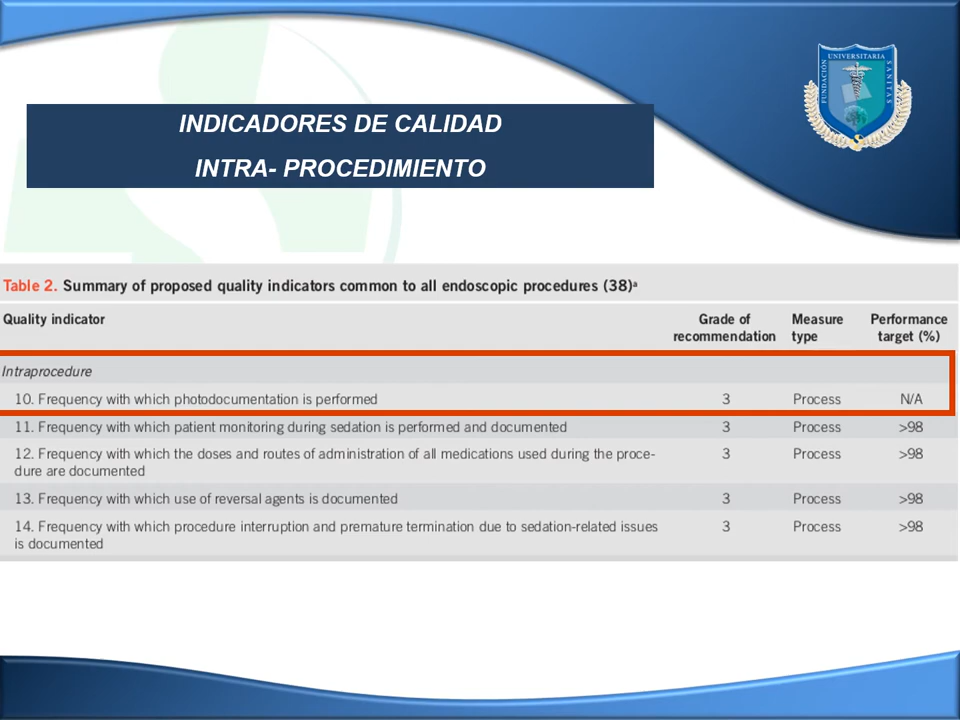 UNIVERSITARIA
FUNDACIÓN
SANITAS
INDICADORES DE CALIDAD
INTRA- PROCEDIMIENTO
Table 2. Summary of proposed quality indicators common to all endoscopic procedures (38)ª
Quality indicator
Grade of recommendation
Measure type
Performance target (%)
Intraprocedure
10. Frequency with which photodocumentation is performed 3 Process N/A
11. Frequency with which patient monitoring during sedation is performed and documented 3 Process >98
12. Frequency with which the doses and routes of administration of all medications used during the proce- 3 Process >98
dure are documented
13. Frequency with which use of reversal agents is documented 3 Process >98
14. Frequency with which procedure interruption and premature termination due to sedation-related issues 3 Process >98
is documented